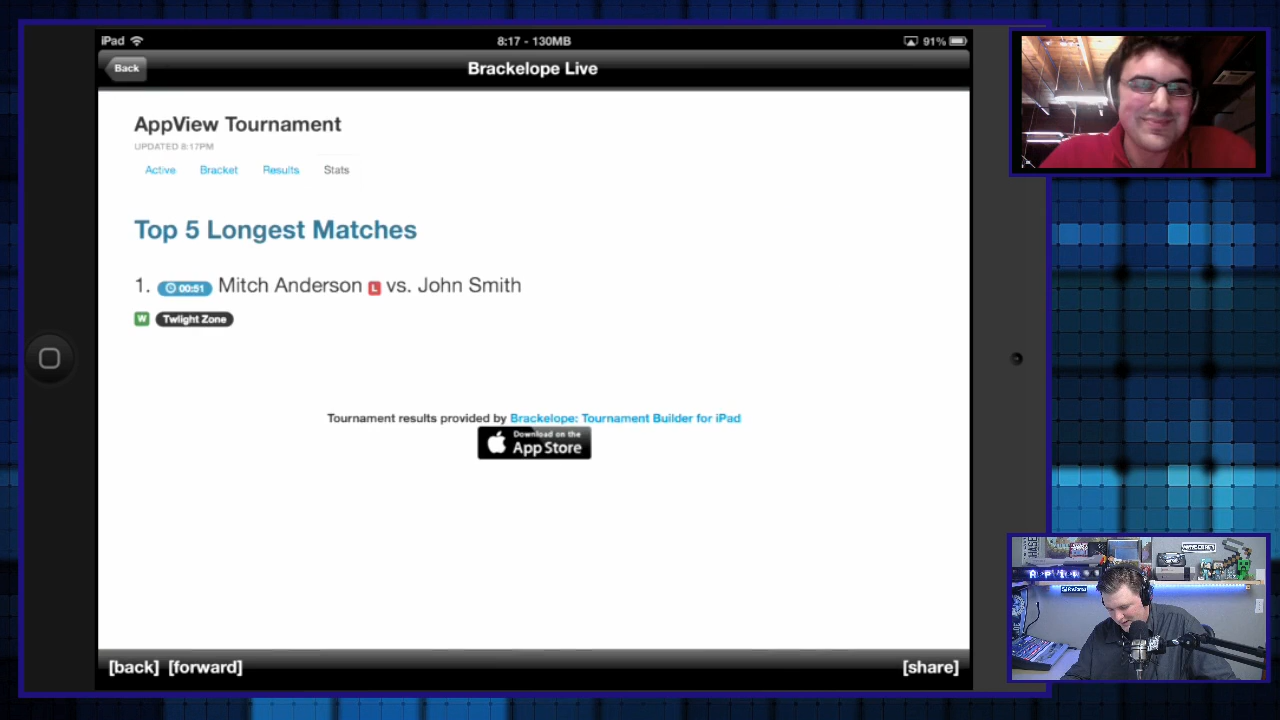 iPad 8:17 - 130MB 91%
Back Brackelope Live
AppView Tournament
UPDATED 8:17PM
Active Bracket Results Stats
Top 5 Longest Matches
1. 00:51 Mitch Anderson L vs. John Smith
W Twlight Zone
Tournament results provided by Brackelope: Tournament Builder for iPad
Download on the
App Store
[back] [forward] [share]